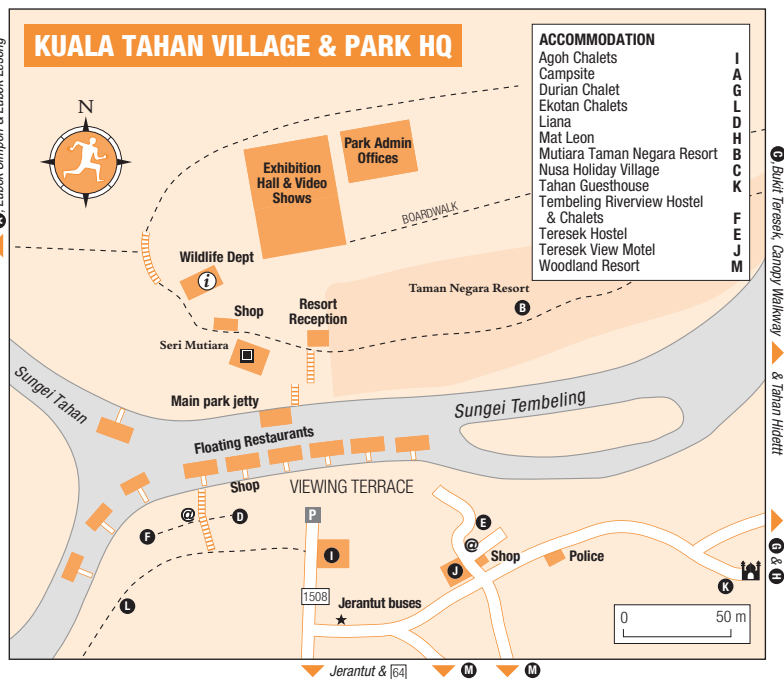 KUALA TAHAN VILLAGE & PARK HQ
ACCOMMODATION
Agoh Chalets I
Campsite A
Durian Chalet G
Ekotan Chalets L
Liana D
Mat Leon H
Mutiara Taman Negara Resort B
Nusa Holiday Village C
Tahan Guesthouse K
Tembeling Riverview Hostel
& Chalets F
Teresek Hostel E
Teresek View Motel J
Woodland Resort M
N
Park Admin
Offices
Exhibition
Hall & Video
Shows
BOARDWALK
Wildlife Dept
i
Shop
Resort
Reception
Taman Negara Resort
B
Seri Mutiara
Main park jetty
Sungei Tahan
Sungei Tembeling
Floating Restaurants
Shop
VIEWING TERRACE
@
D
F
P
E
@
I
J
Shop
Police
L
K
1508
Jerantut buses
0 50 m
Jerantut & 64
M
M
C, Bukit Teresek, Canopy Walkway
& Tahan Hidettt
G & H